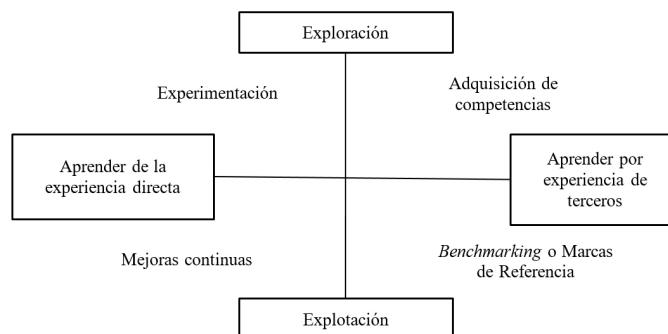 Exploración
Experimentación
Adquisición de
competencias
Aprender de la
experiencia directa
Aprender por
experiencia de
terceros
Mejoras continuas
Benchmarking o Marcas
de Referencia
Explotación